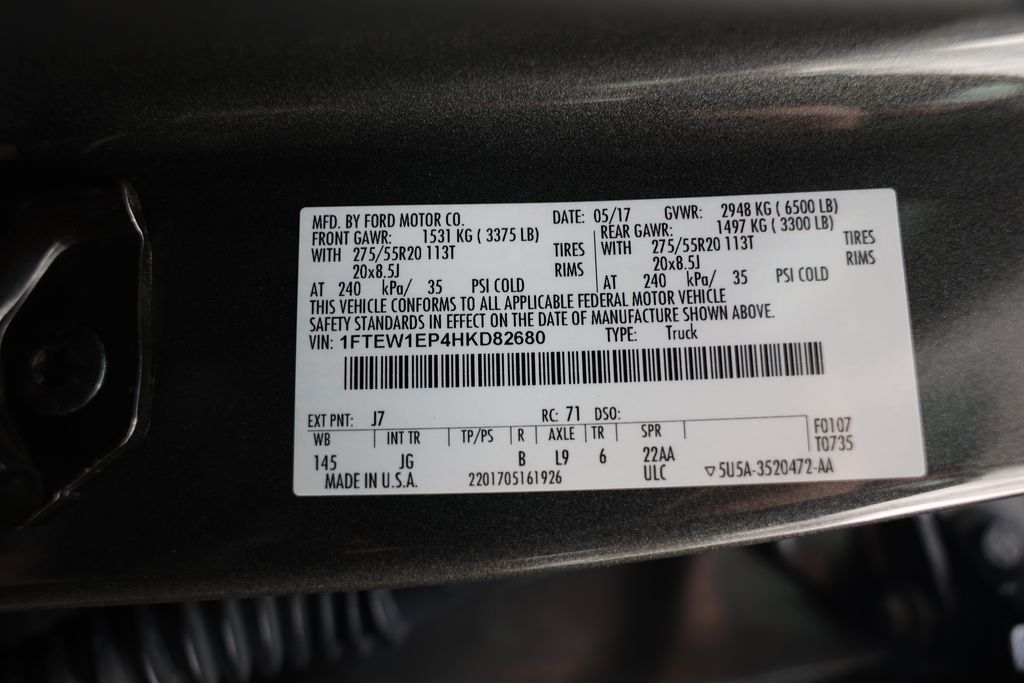 MFD. BY FORD MOTOR CO. DATE: 05/17 GVWR: 2948 KG ( 6500 LB)
FRONT GAWR: 1531 KG ( 3375 LB) REAR GAWR: 1497 KG ( 3300 LB)
WITH 275/55R20 113T TIRES WITH 275/55R20 113T TIRES
20x8.5J RIMS 20x8.5J RIMS
AT 240 kPa/ 35 PSI COLD AT 240 kPa/ 35 PSI COLD
THIS VEHICLE CONFORMS TO ALL APPLICABLE FEDERAL MOTOR VEHICLE
SAFETY STANDARDS IN EFFECT ON THE DATE OF MANUFACTURE SHOWN ABOVE.
VIN: 1FTEW1EP4HKD82680 TYPE: Truck
EXT PNT: J7 RC: 71 DSO:
WB INT TR TP/PS R AXLE TR SPR F0107
T0735
145 JG B L9 6 22AA
ULC
MADE IN U.S.A. 2201705161926 ▽5U5A-3520472-AA